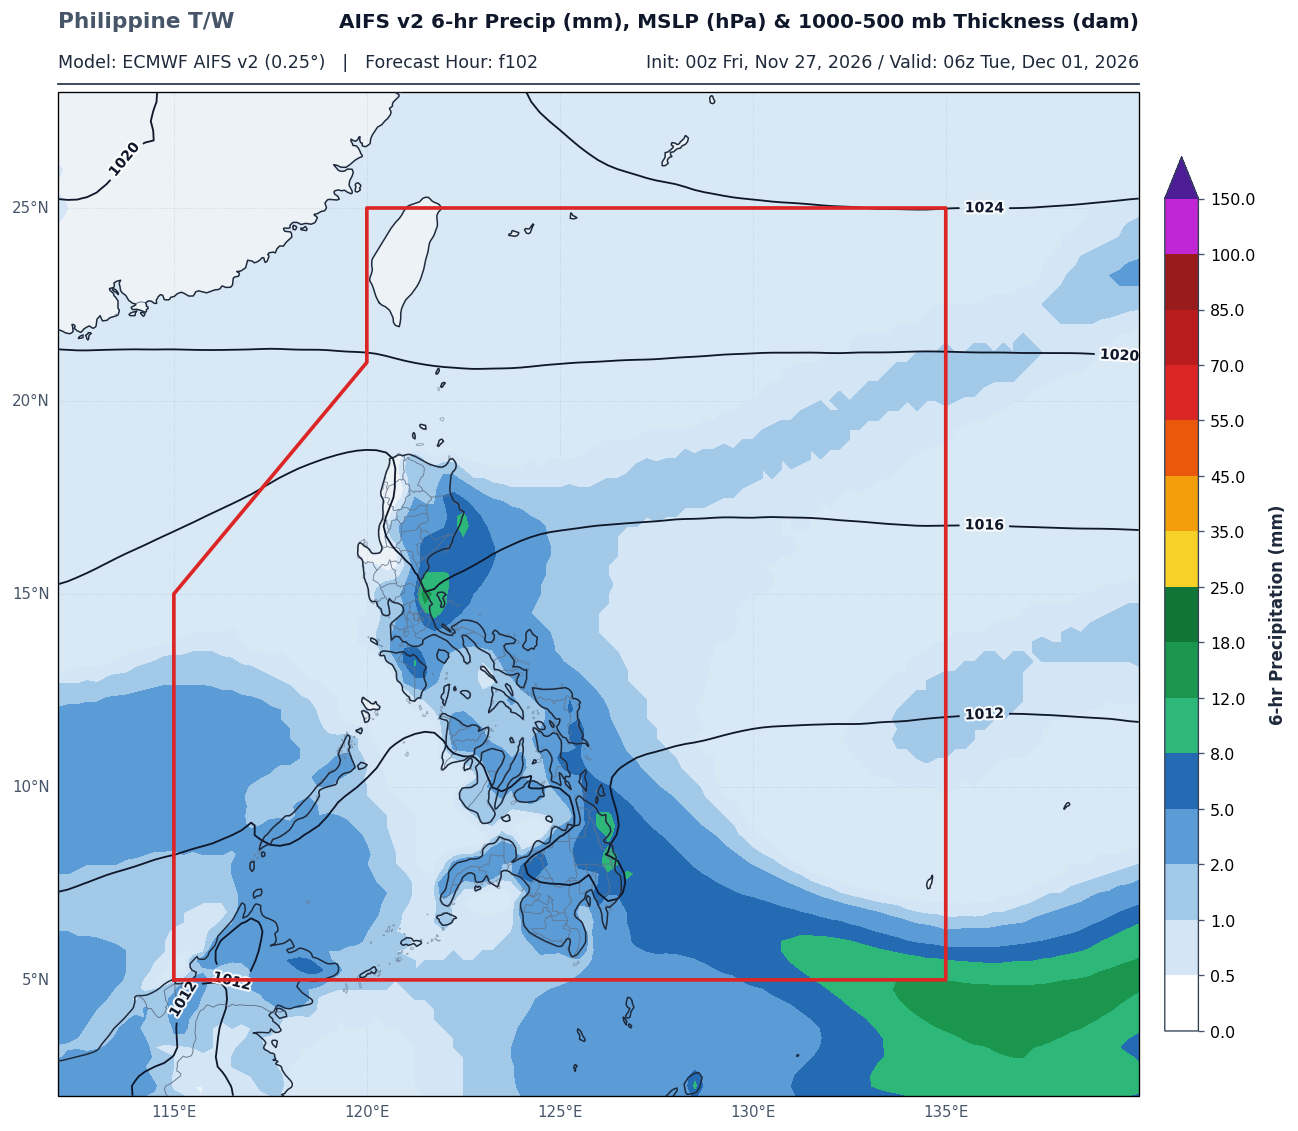 Philippine T/W
AIFS v2 6-hr Precip (mm), MSLP (hPa) & 1000-500 mb Thickness (dam)
Model: ECMWF AIFS v2 (0.25°) | Forecast Hour: f102
Init: 00z Fri, Nov 27, 2026 / Valid: 06z Tue, Dec 01, 2026
1020
1024
1020
1016
1012
1012
1012
25°N
20°N
15°N
10°N
5°N
115°E
120°E
125°E
130°E
135°E
150.0
100.0
85.0
70.0
55.0
45.0
35.0
25.0
18.0
12.0
8.0
5.0
2.0
1.0
0.5
0.0
6-hr Precipitation (mm)